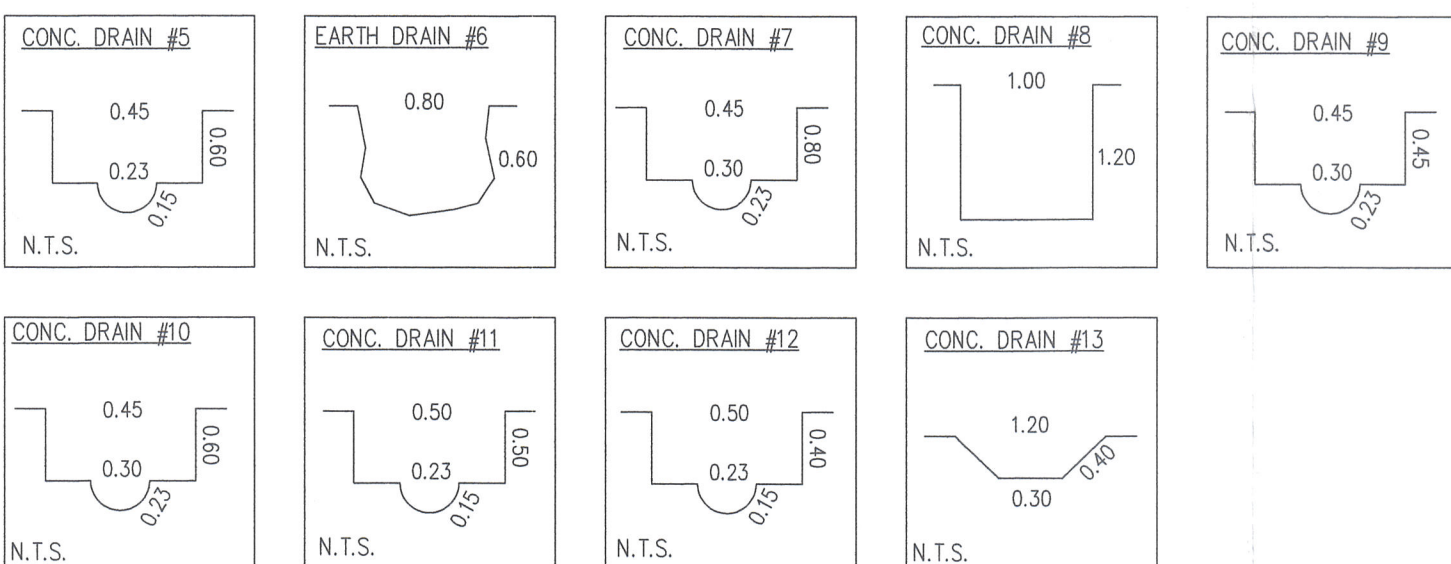 CONC. DRAIN #5
0.45
0.60
0.23
0.15
N.T.S.
EARTH DRAIN #6
0.80
0.60
N.T.S.
CONC. DRAIN #7
0.45
0.80
0.30
0.23
N.T.S.
CONC. DRAIN #8
1.00
1.20
N.T.S.
CONC. DRAIN #9
0.45
0.45
0.30
0.23
N.T.S.
CONC. DRAIN #10
0.45
0.60
0.30
0.23
N.T.S.
CONC. DRAIN #11
0.50
0.50
0.23
0.15
N.T.S.
CONC. DRAIN #12
0.50
0.40
0.23
0.15
N.T.S.
CONC. DRAIN #13
1.20
0.40
0.30
N.T.S.